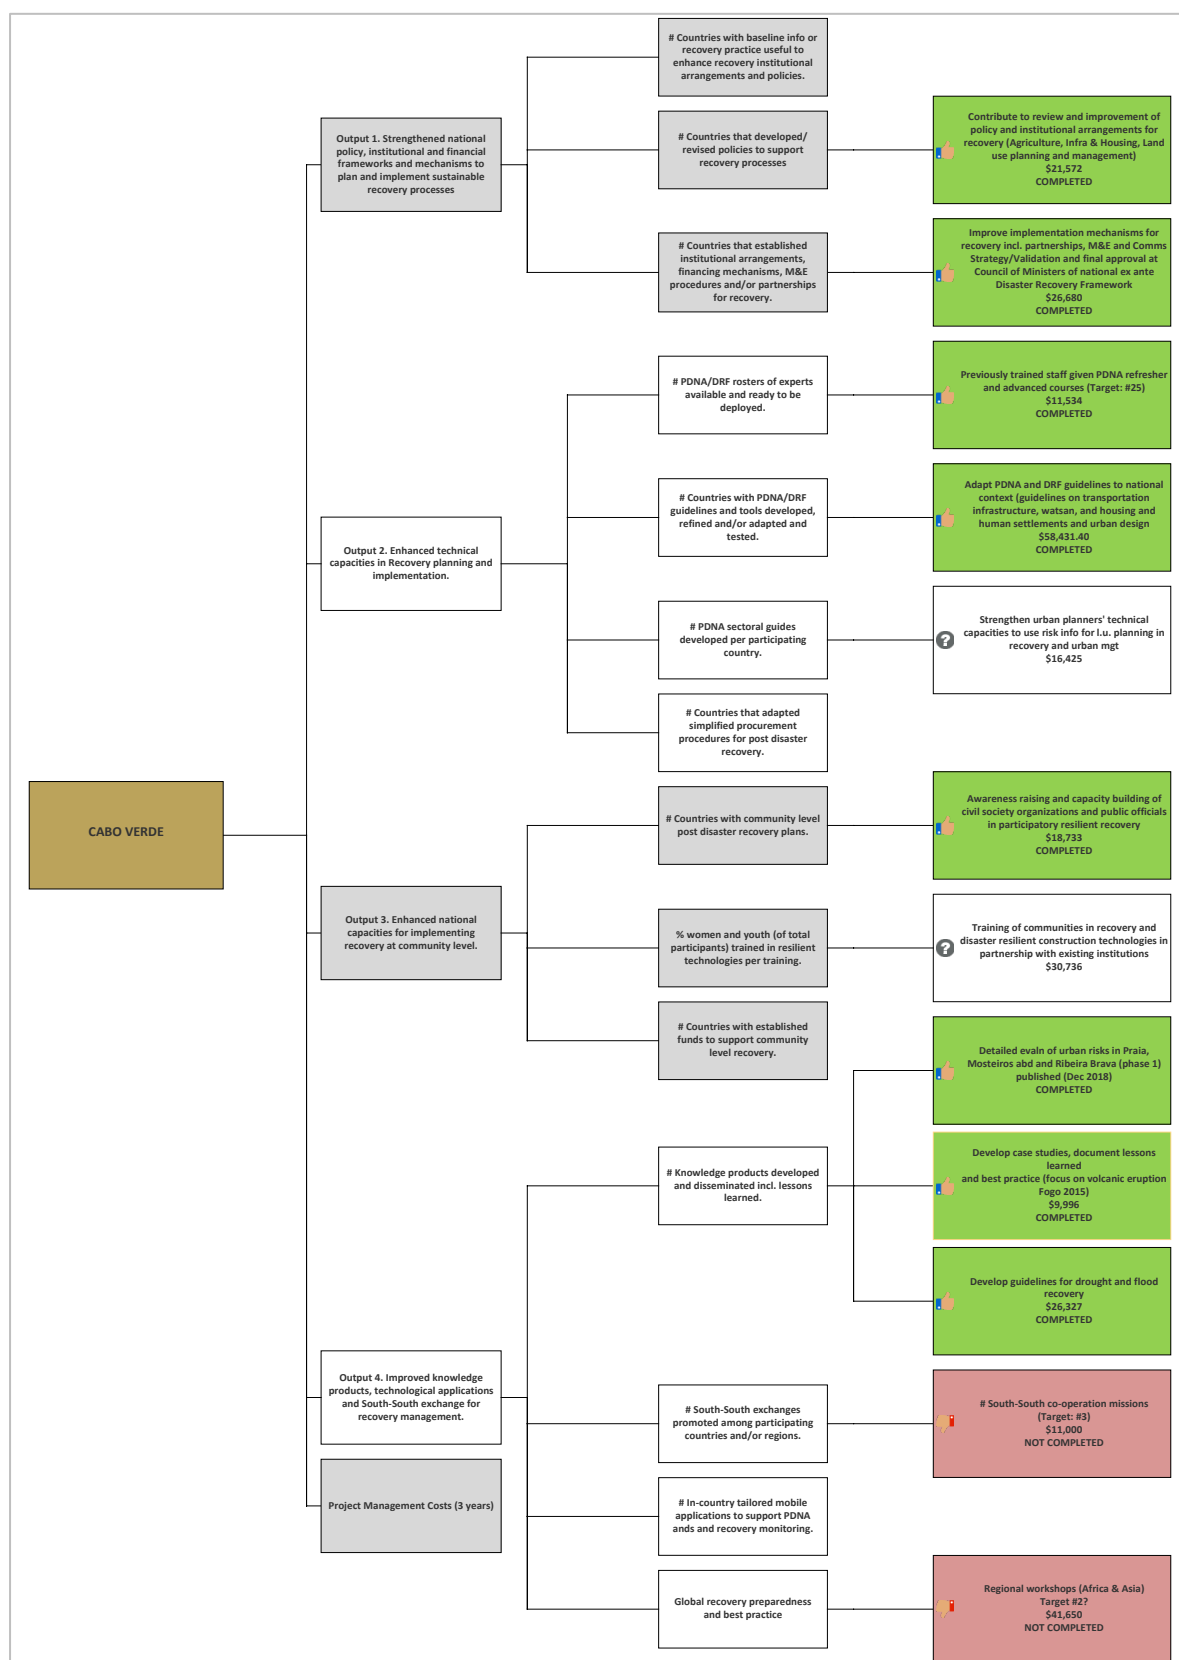 CABO VERDE
Output 1. Strengthened national
policy, institutional and financial
frameworks and mechanisms to
plan and implement sustainable
recovery processes
# Countries with baseline info or
recovery practice useful to
enhance recovery institutional
arrangements and policies.
# Countries that developed/
revised policies to support
recovery processes
Contribute to review and improvement of
policy and institutional arrangements for
recovery (Agriculture, Infra & Housing, Land
use planning and management)
$21,572
COMPLETED
# Countries that established
institutional arrangements,
financing mechanisms, M&E
procedures and/or partnerships
for recovery.
Improve implementation mechanisms for
recovery incl. partnerships, M&E and Comms
Strategy/Validation and final approval at
Council of Ministers of national ex ante
Disaster Recovery Framework
$26,680
COMPLETED
Output 2. Enhanced technical
capacities in Recovery planning and
implementation.
# PDNA/DRF rosters of experts
available and ready to be
deployed.
Previously trained staff given PDNA refresher
and advanced courses (Target: #25)
$11,534
COMPLETED
# Countries with PDNA/DRF
guidelines and tools developed,
refined and/or adapted and
tested.
Adapt PDNA and DRF guidelines to national
context (guidelines on transportation
infrastructure, watsan, and housing and
human settlements and urban design
$58,431.40
COMPLETED
# PDNA sectoral guides
developed per participating
country.
Strengthen urban planners' technical
capacities to use risk info for l.u. planning in
recovery and urban mgt
$16,425
# Countries that adapted
simplified procurement
procedures for post disaster
recovery.
Output 3. Enhanced national
capacities for implementing
recovery at community level.
# Countries with community level
post disaster recovery plans.
Awareness raising and capacity building of
civil society organizations and public officials
in participatory resilient recovery
$18,733
COMPLETED
% women and youth (of total
participants) trained in resilient
technologies per training.
Training of communities in recovery and
disaster resilient construction technologies in
partnership with existing institutions
$30,736
# Countries with established
funds to support community
level recovery.
Output 4. Improved knowledge
products, technological applications
and South-South exchange for
recovery management.
# Knowledge products developed
and disseminated incl. lessons
learned.
Detailed evaln of urban risks in Praia,
Mosteiros abd and Ribeira Brava (phase 1)
published (Dec 2018)
COMPLETED
Develop case studies, document lessons
learned
and best practice (focus on volcanic eruption
Fogo 2015)
$9,996
COMPLETED
Develop guidelines for drought and flood
recovery
$26,327
COMPLETED
# South-South exchanges
promoted among participating
countries and/or regions.
# South-South co-operation missions
(Target: #3)
$11,000
NOT COMPLETED
# In-country tailored mobile
applications to support PDNA
ands and recovery monitoring.
Global recovery preparedness
and best practice
Regional workshops (Africa & Asia)
Target #2?
$41,650
NOT COMPLETED
Project Management Costs (3 years)